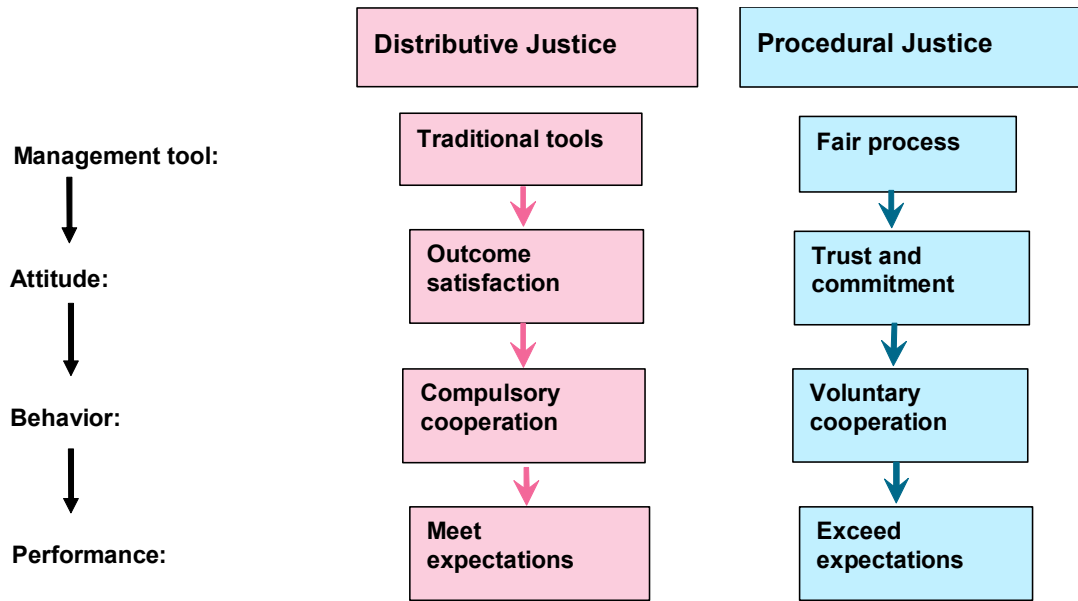 Distributive Justice
Procedural Justice
Management tool:
Traditional tools
Fair process
Attitude:
Outcome
satisfaction
Trust and
commitment
Behavior:
Compulsory
cooperation
Voluntary
cooperation
Performance:
Meet
expectations
Exceed
expectations